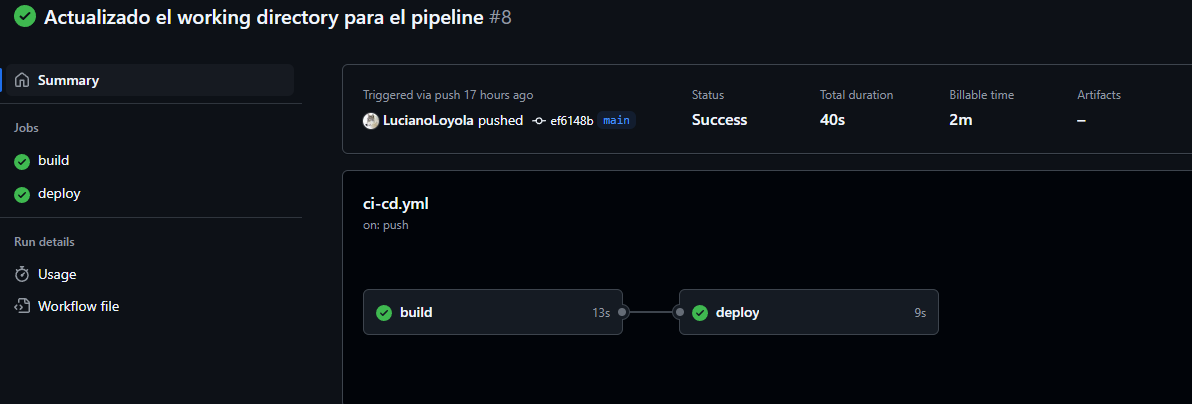 Actualizado el working directory para el pipeline #8
Summary
Jobs
build
deploy
Run details
Usage
Workflow file
Triggered via push 17 hours ago
LucianoLoyola pushed ef6148b main
Status
Success
Total duration
40s
Billable time
2m
Artifacts
–
ci-cd.yml
on: push
build 13s
deploy 9s